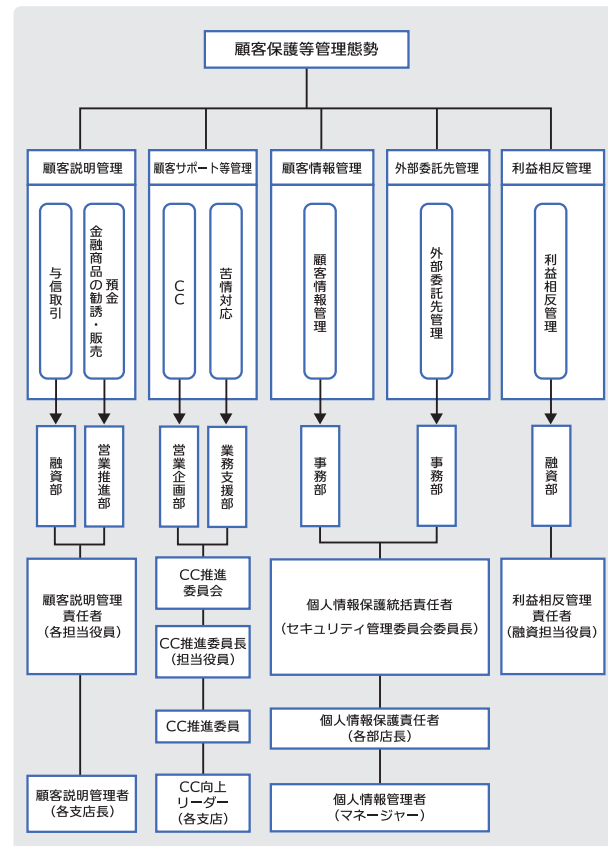 顧客保護等管理態勢
顧客説明管理
顧客サポート等管理
顧客情報管理
外部委託先管理
利益相反管理
与信取引
預金
金融商品の勧誘・販売
CC
苦情対応
顧客情報管理
外部委託先管理
利益相反管理
融資部
営業推進部
営業企画部
業務支援部
事務部
事務部
融資部
顧客説明管理
責任者
(各担当役員)
CC推進
委員会
個人情報保護統括責任者
(セキュリティ管理委員会委員長)
利益相反管理
責任者
(融資担当役員)
CC推進委員長
(担当役員)
CC推進委員
個人情報保護責任者
(各部店長)
顧客説明管理者
(各支店長)
CC向上
リーダー
(各支店)
個人情報管理者
(マネージャー)